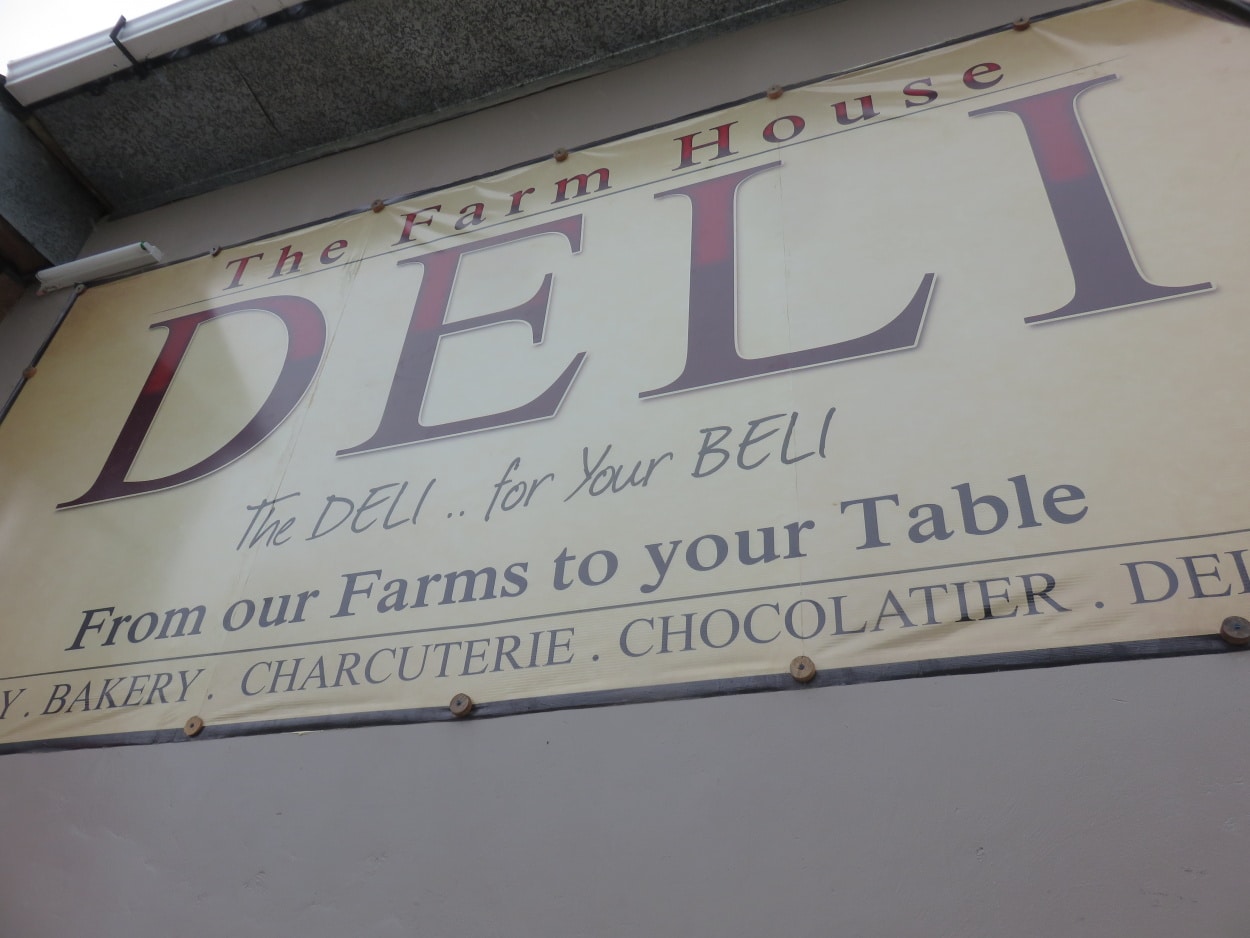 The Farm House
DELI
The DELI .. for Your BELI
From our Farms to your Table
Y . BAKERY . CHARCUTERIE . CHOCOLATIER . DEL